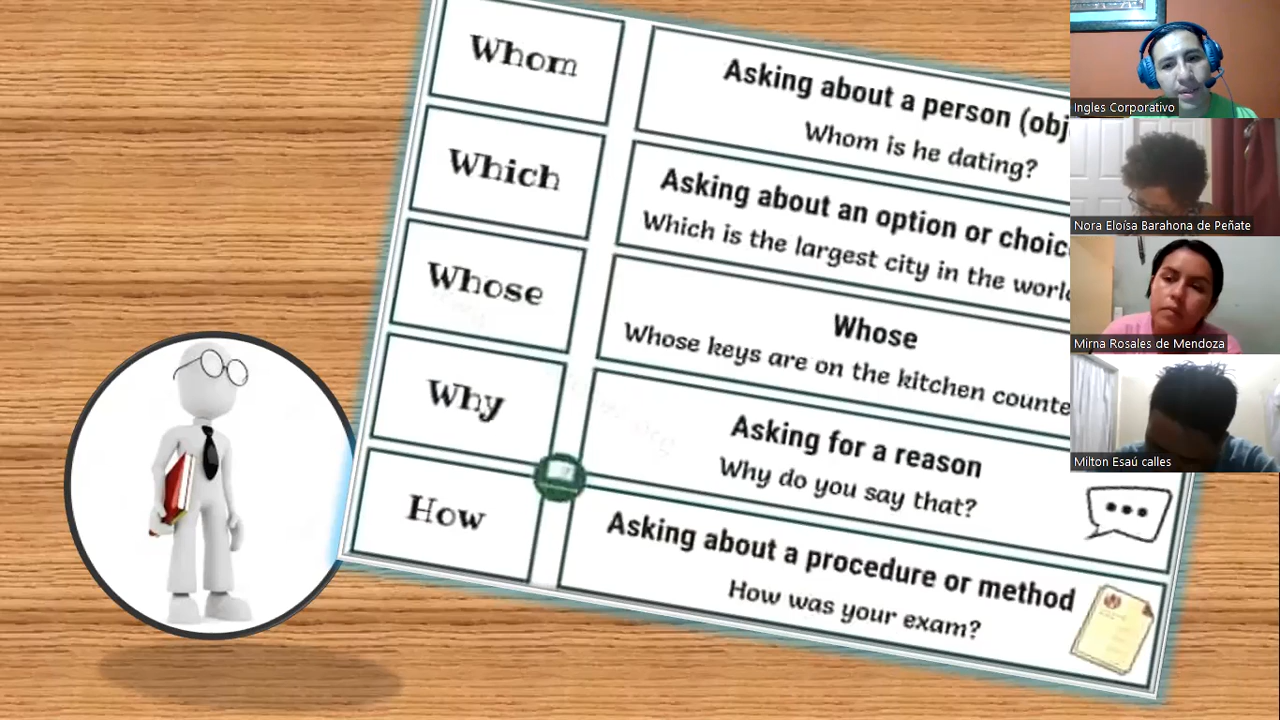 Whom
Asking about a person (obj
Whom is he dating?
Which
Asking about an option or choic
Which is the largest city in the worl
Whose
Whose
Whose keys are on the kitchen counte
Why
Asking for a reason
Why do you say that?
How
Asking about a procedure or method
How was your exam?
Ingles Corporativo
Nora Eloísa Barahona de Peñate
Mirna Rosales de Mendoza
Milton Esaú calles